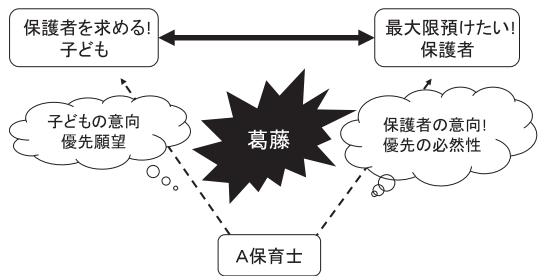 保護者を求める!
子ども
最大限預けたい!
保護者
子どもの意向
優先願望
葛藤
保護者の意向!
優先の必然性
A保育士